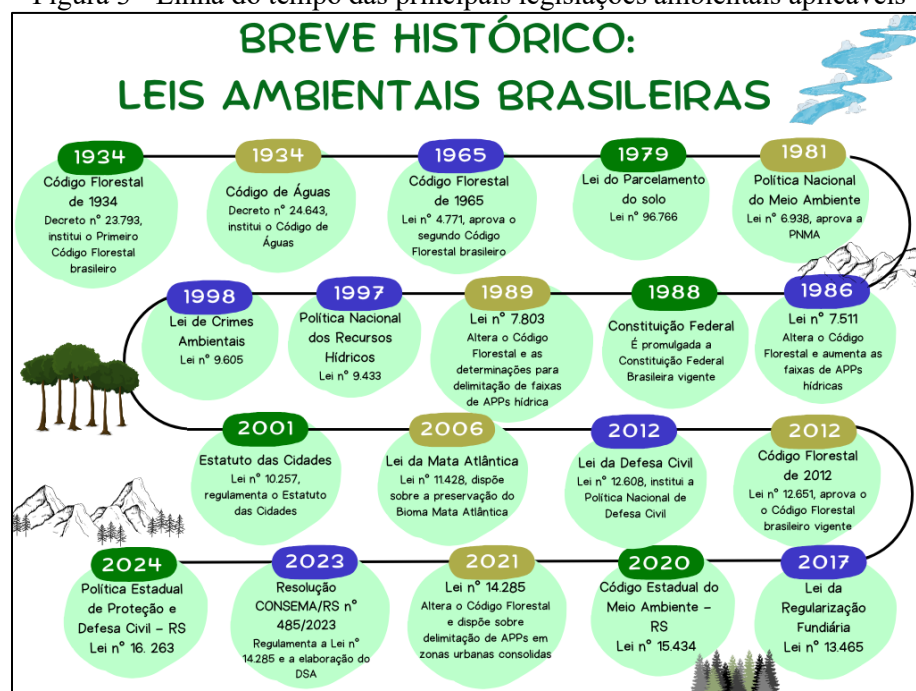 Figura 3 - Linha do tempo das principais legislações ambientais aplicáveis
BREVE HISTÓRICO:
LEIS AMBIENTAIS BRASILEIRAS
1934
Código Florestal
de 1934
Decreto nº 23.793,
institui o Primeiro
Código Florestal
brasileiro
1934
Código de Águas
Decreto nº 24.643,
institui o Código de
Águas
1965
Código Florestal
de 1965
Lei nº 4.771, aprova o
segundo Código
Florestal brasileiro
1979
Lei do Parcelamento
do solo
Lei nº 96.766
1981
Política Nacional
do Meio Ambiente
Lei nº 6.938, aprova a
PNMA
1986
Lei nº 7.511
Altera o Código
Florestal e aumenta as
faixas de APPs
hídricas
1988
Constituição Federal
É promulgada a
Constituição Federal
Brasileira vigente
1989
Lei nº 7.803
Altera o Código
Florestal e as
determinações para
delimitação de faixas
de APPs hídrica
1997
Política Nacional
dos Recursos
Hídricos
Lei nº 9.433
1998
Lei de Crimes
Ambientais
Lei nº 9.605
2001
Estatuto das Cidades
Lei nº 10.257,
regulamenta o Estatuto
das Cidades
2006
Lei da Mata Atlântica
Lei nº 11.428, dispõe
sobre a preservação do
Bioma Mata Atlântica
2012
Lei da Defesa Civil
Lei nº 12.608, institui a
Política Nacional de
Defesa Civil
2012
Código Florestal
de 2012
Lei nº 12.651, aprova o
o Código Florestal
brasileiro vigente
2017
Lei da
Regularização
Fundiária
Lei nº 13.465
2020
Código Estadual do
Meio Ambiente -
RS
Lei nº 15.434
2021
Lei nº 14.285
Altera o Código Florestal
e dispõe sobre
delimitação de APPs em
zonas urbanas consolidas
2023
Resolução
CONSEMA/RS nº
485/2023
Regulamenta a Lei nº
14.285 e a elaboração do
DSA
2024
Política Estadual
de Proteção e
Defesa Civil - RS
Lei nº 16. 263